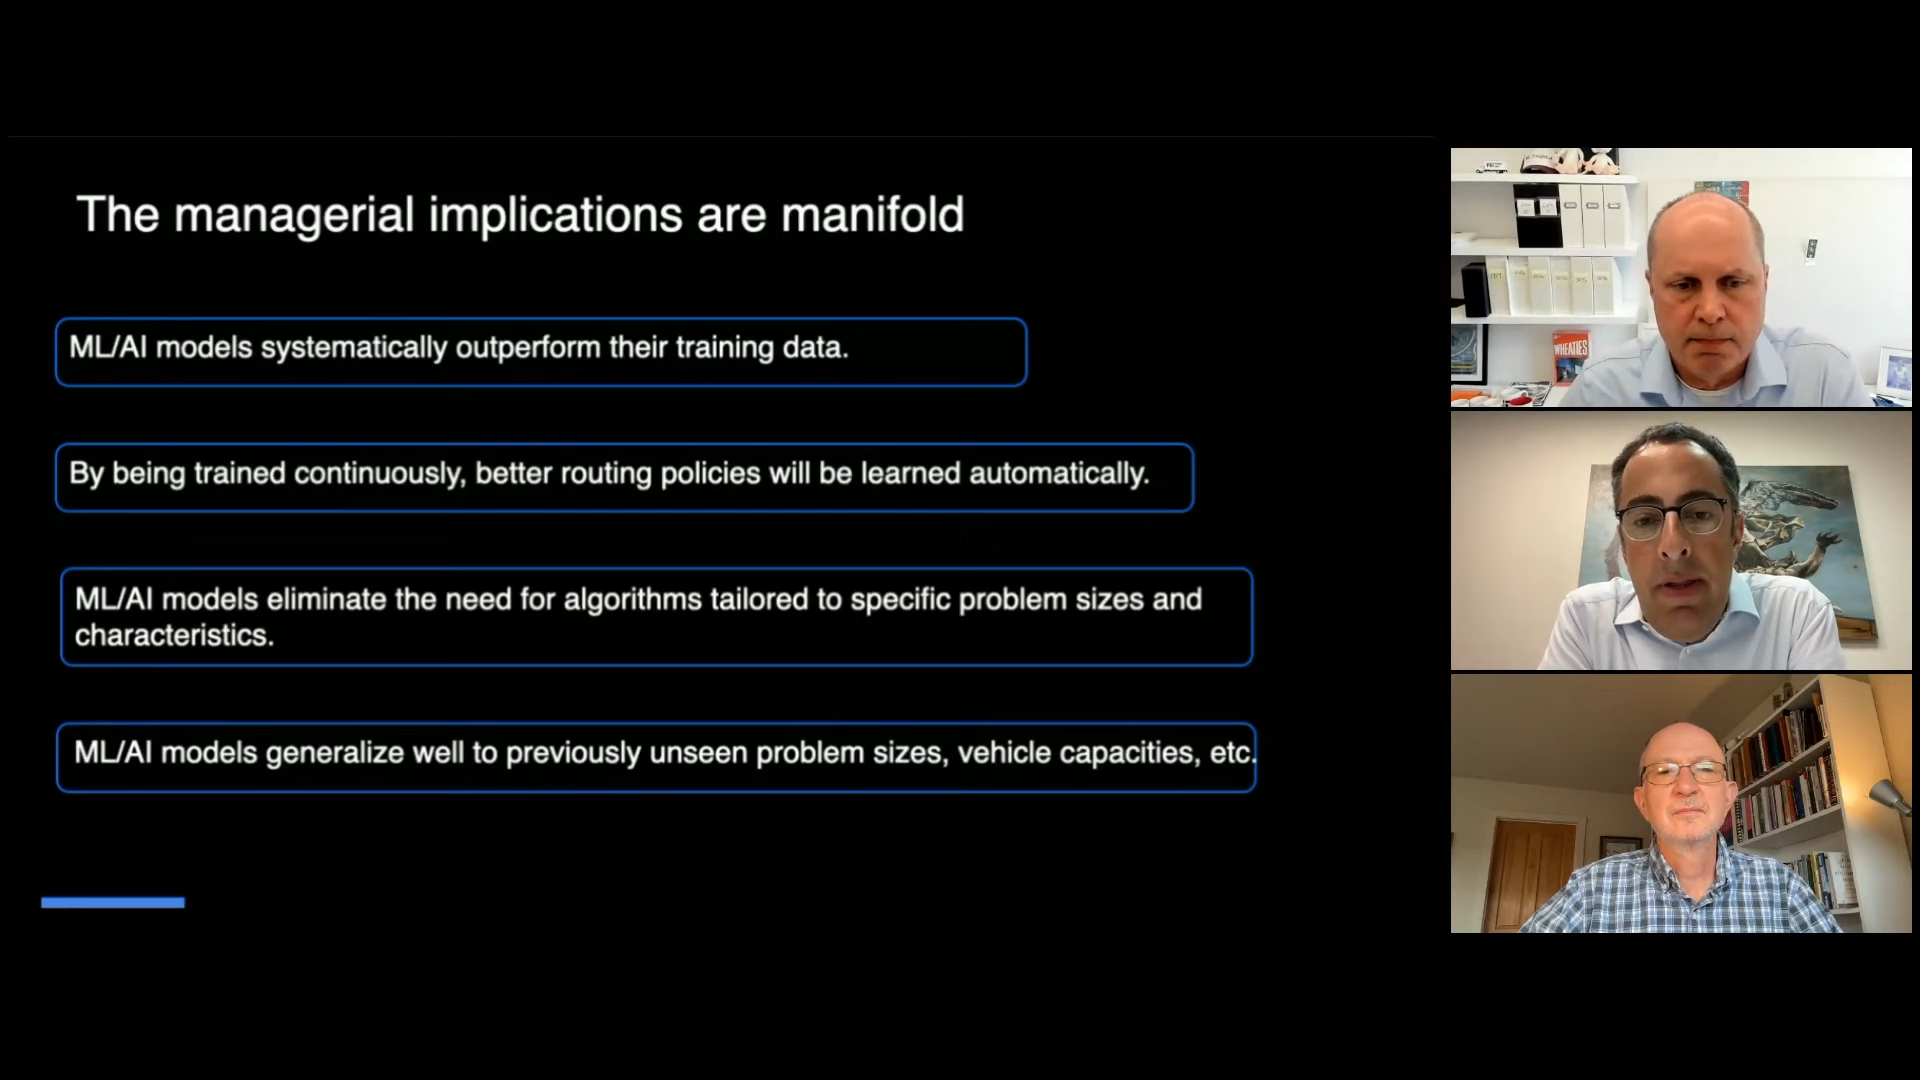 The managerial implications are manifold
ML/AI models systematically outperform their training data.
By being trained continuously, better routing policies will be learned automatically.
ML/AI models eliminate the need for algorithms tailored to specific problem sizes and
characteristics.
ML/AI models generalize well to previously unseen problem sizes, vehicle capacities, etc.
WHEATIES